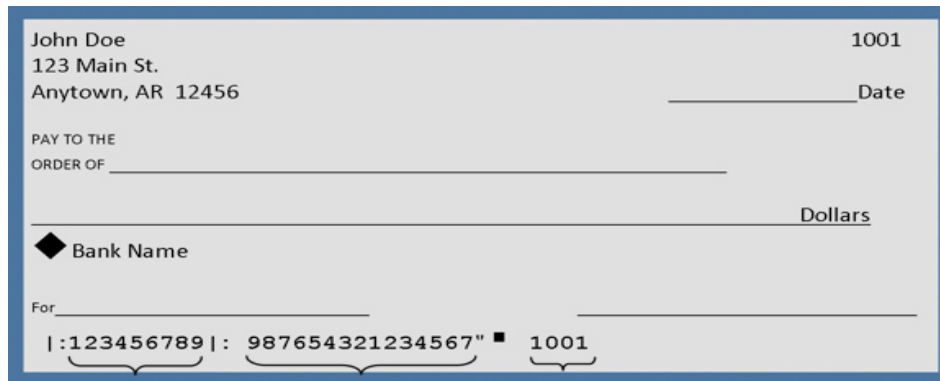 John Doe 1001
123 Main St.
Anytown, AR 12456
Date
PAY TO THE
ORDER OF
Dollars
Bank Name
For
|:123456789|: 987654321234567" ■ 1001